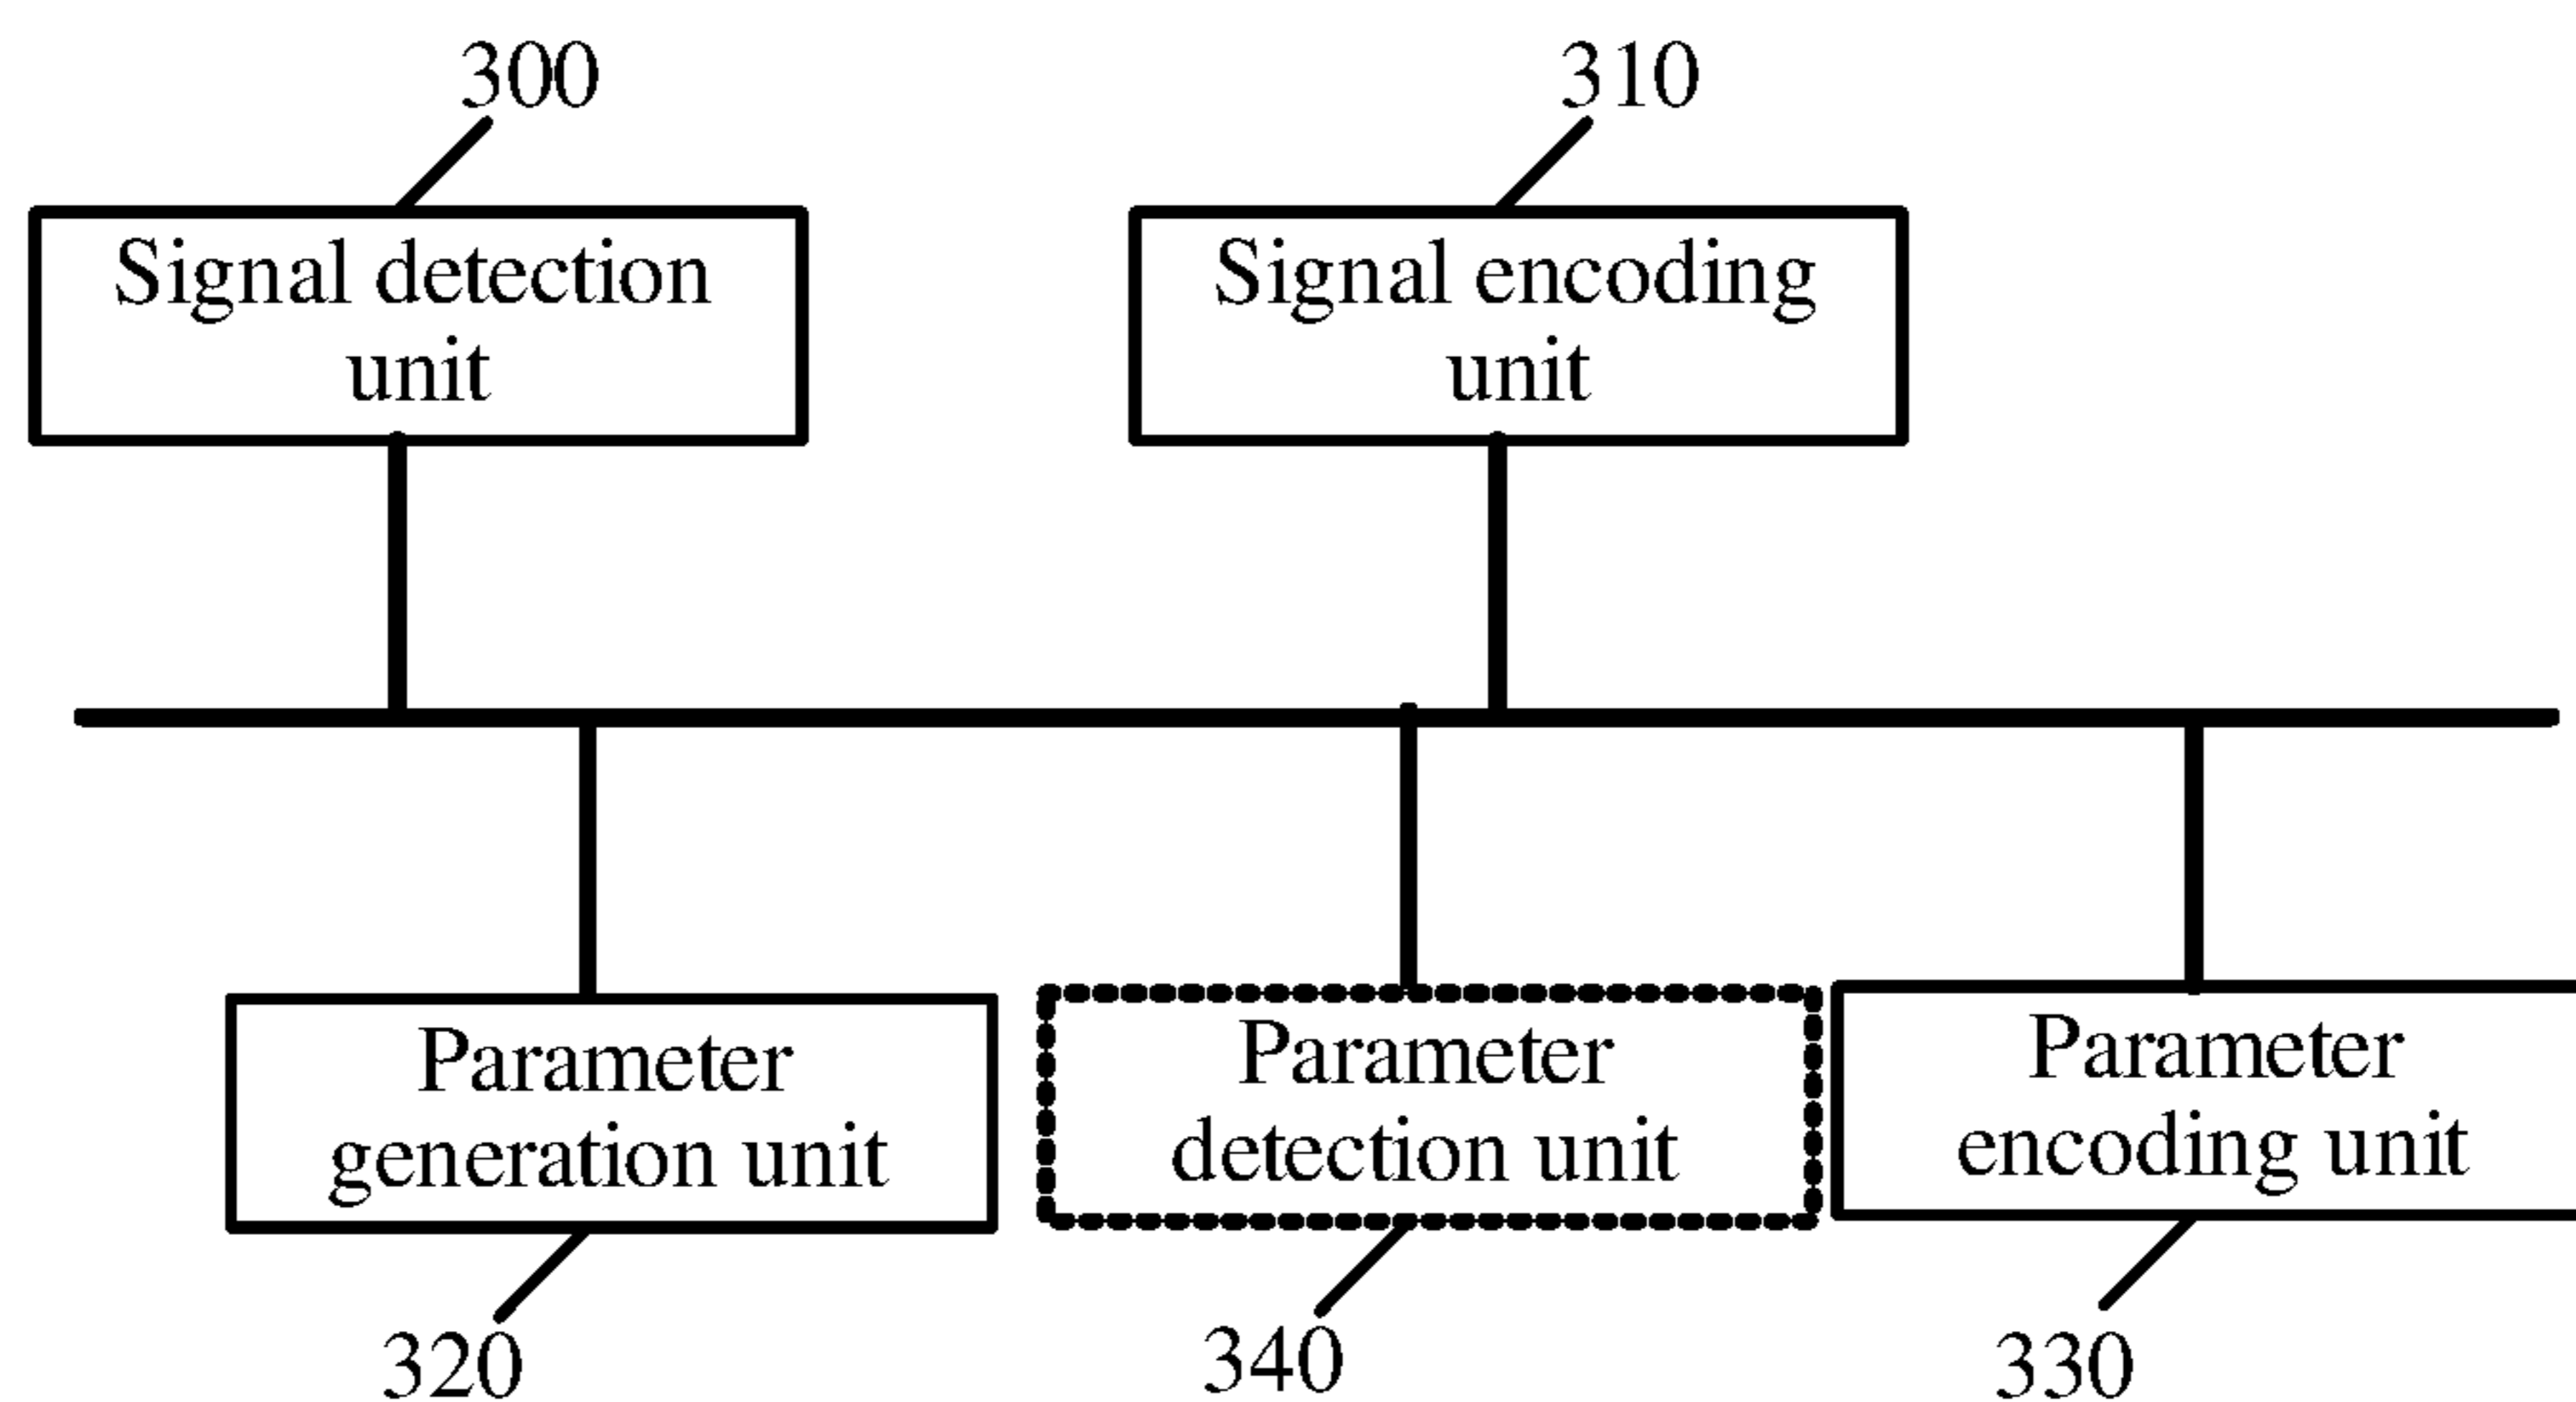 300
310
Signal detection
unit
Signal encoding
unit
Parameter
generation unit
Parameter
detection unit
Parameter
encoding unit
320
340
330